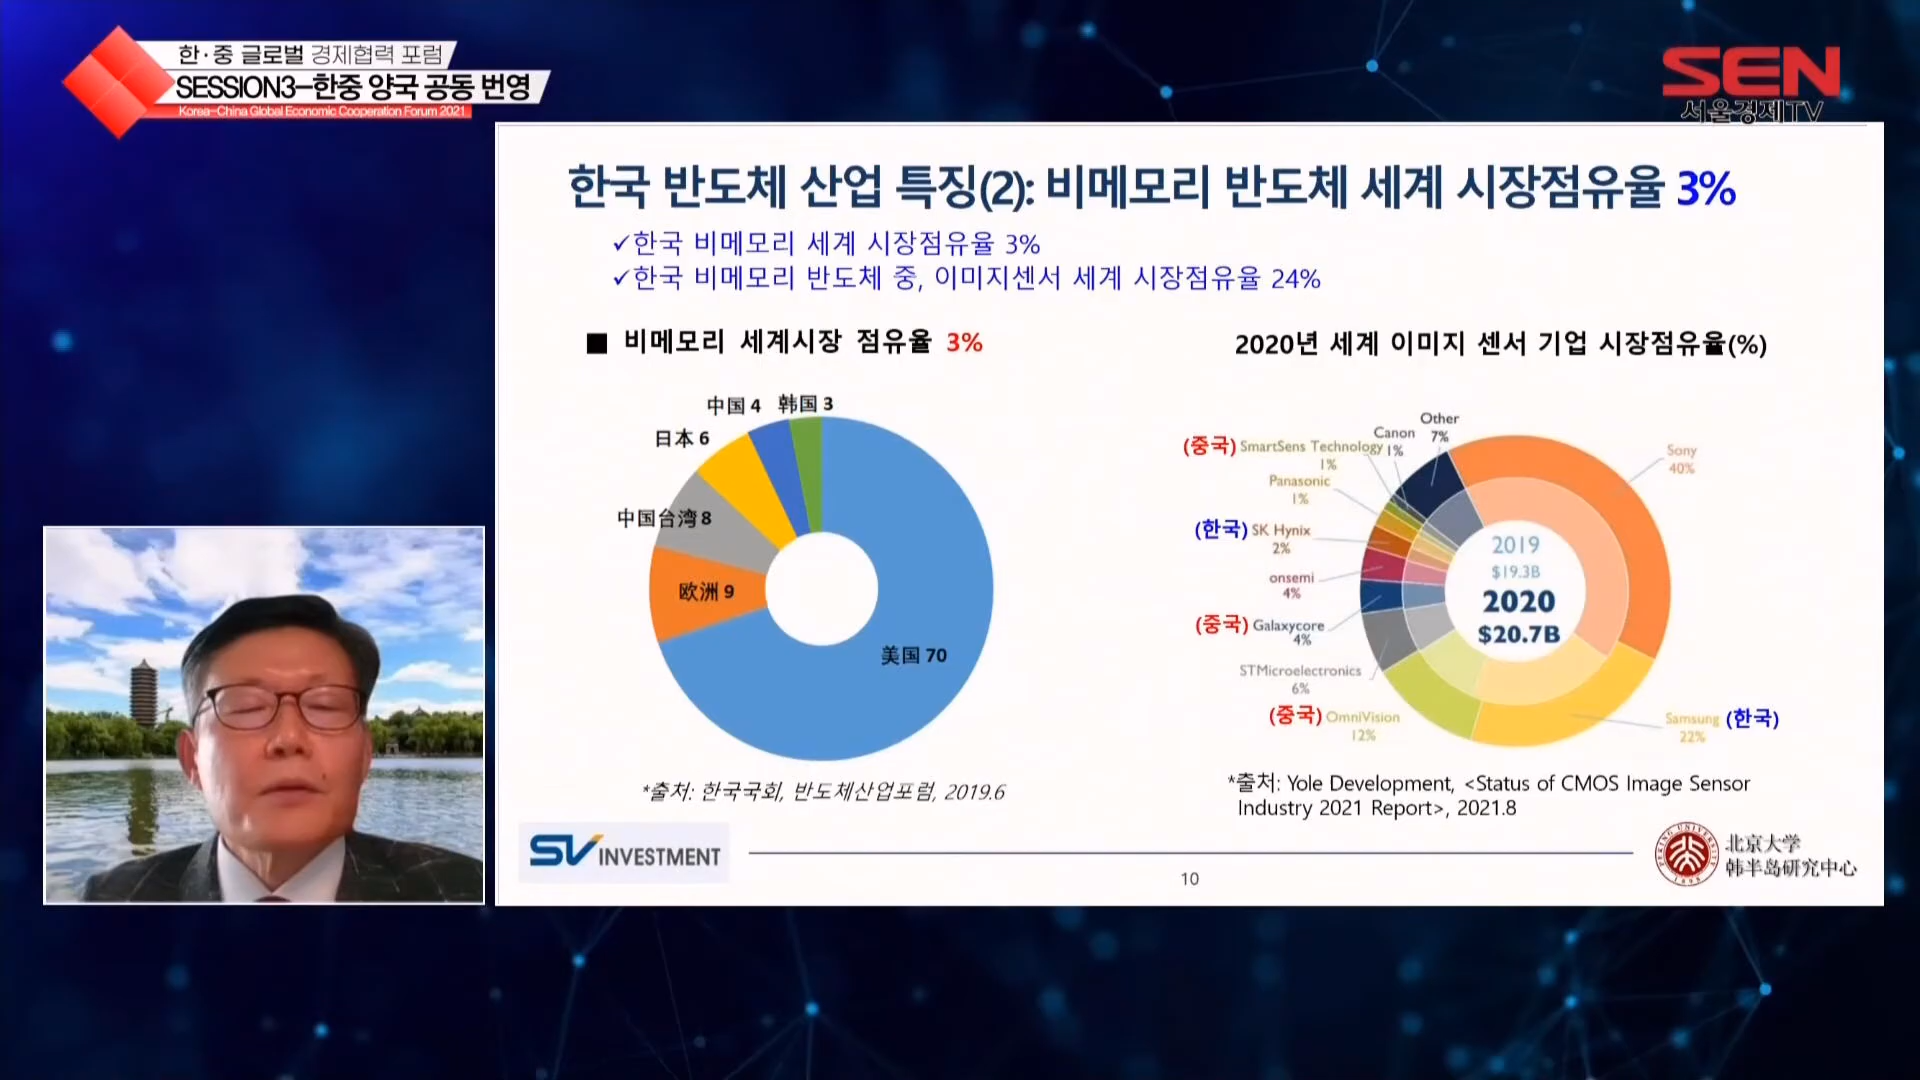 한·중 글로벌 경제협력 포럼
SESSION3-한중 양국 공동 번영
Korea-China Global Economic Cooperation Forum 2021
SEN
서울경제TV
한국 반도체 산업 특징(2): 비메모리 반도체 세계 시장점유율 3%
✓한국 비메모리 세계 시장점유율 3%
✓한국 비메모리 반도체 중, 이미지센서 세계 시장점유율 24%
■ 비메모리 세계시장 점유율 3%
中国 4 韩国 3
日本 6
中国台湾 8
欧洲 9
美国 70
*출처: 한국국회, 반도체산업포럼, 2019.6
2020년 세계 이미지 센서 기업 시장점유율(%)
Other
7%
Canon
1%
(중국) SmartSens Technology
1%
Panasonic
1%
(한국) SK Hynix
2%
onsemi
4%
(중국) Galaxycore
4%
STMicroelectronics
6%
(중국) OmniVision
12%
Sony
40%
Samsung (한국)
22%
2019
$19.3B
2020
$20.7B
*출처: Yole Development, <Status of CMOS Image Sensor
Industry 2021 Report>, 2021.8
SV INVESTMENT
10
PEKING UNIVERSITY
1898
北京大学
韩半岛研究中心